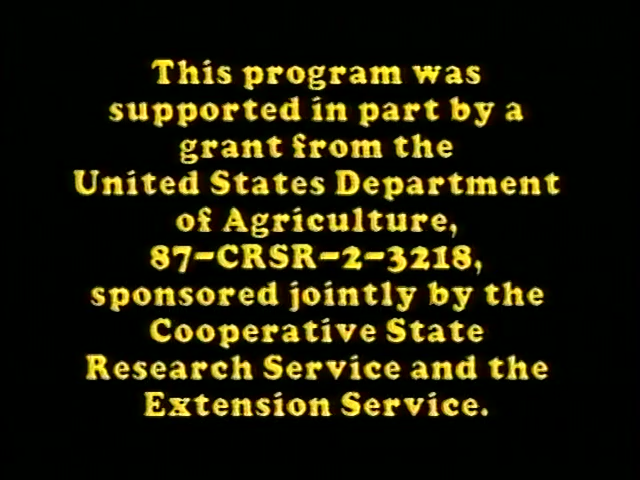 This program was
supported in part by a
grant from the
United States Department
of Agriculture,
87-CRSR-2-3218,
sponsored jointly by the
Cooperative State
Research Service and the
Extension Service.